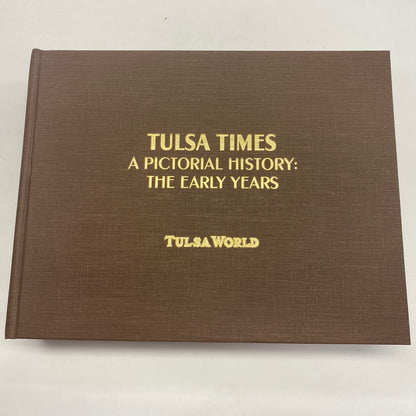 TULSA TIMES
A PICTORIAL HISTORY:
THE EARLY YEARS
TULSA WORLD